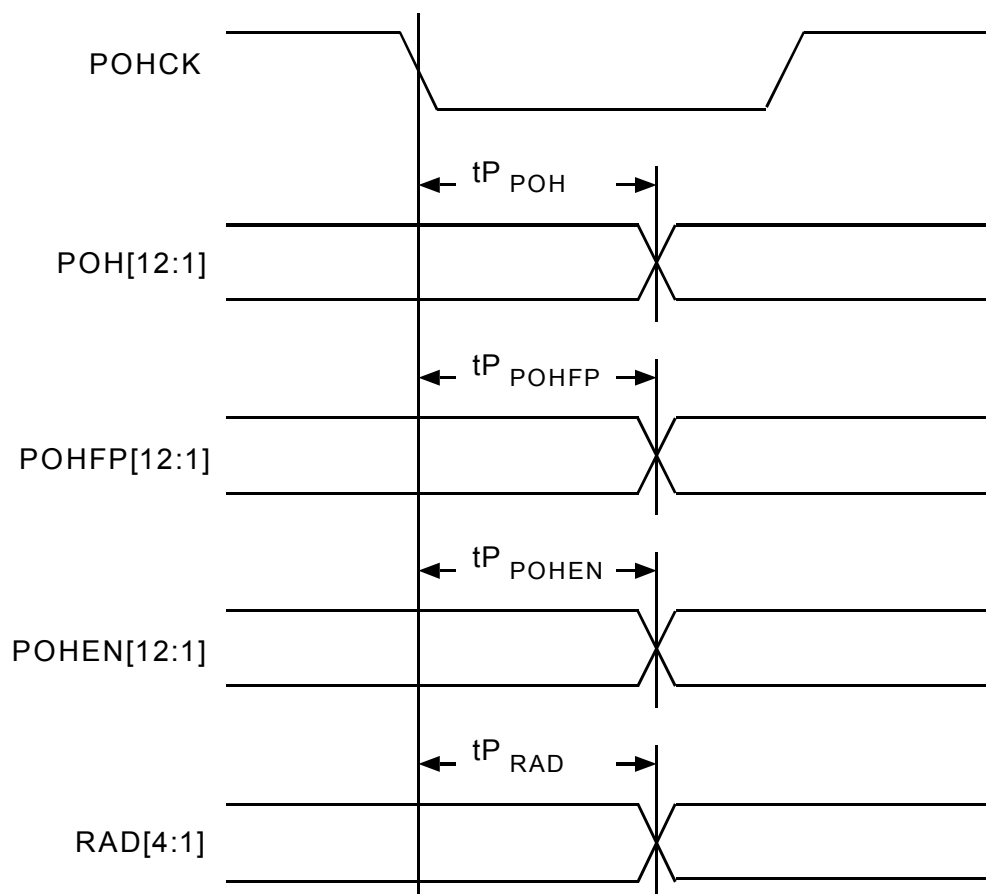 POHCK
tP POH
POH[12:1]
tP POHFP
POHFP[12:1]
tP POHEN
POHEN[12:1]
tP RAD
RAD[4:1]